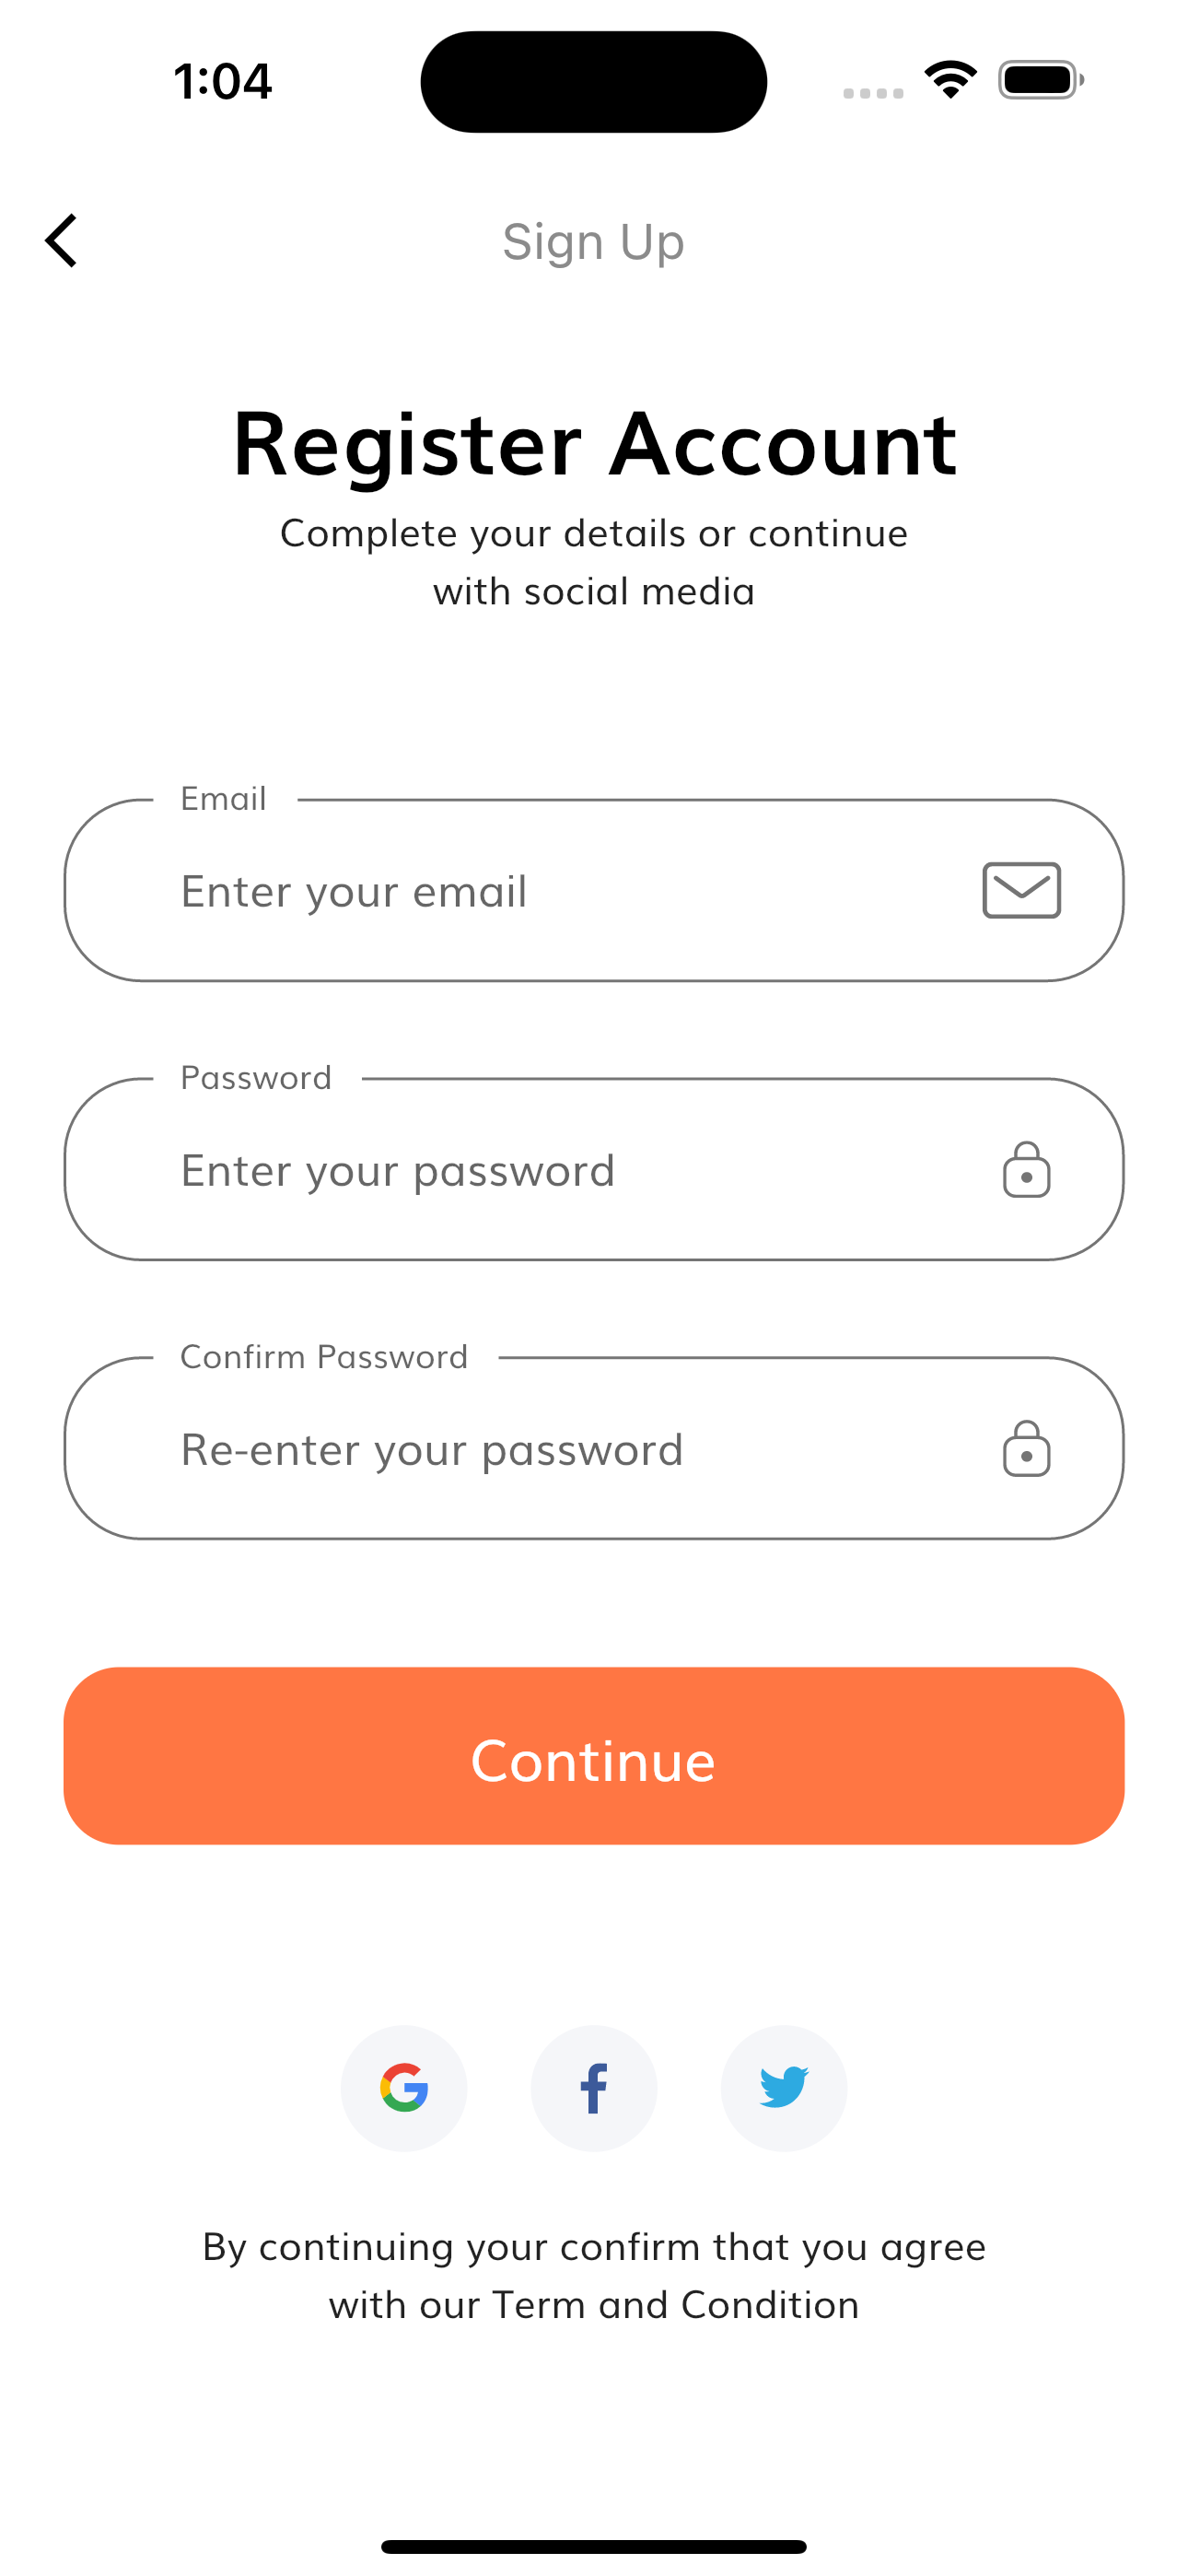 1:04
Sign Up
Register Account
Complete your details or continue
with social media
Email
Enter your email
Password
Enter your password
Confirm Password
Re-enter your password
Continue
By continuing your confirm that you agree
with our Term and Condition